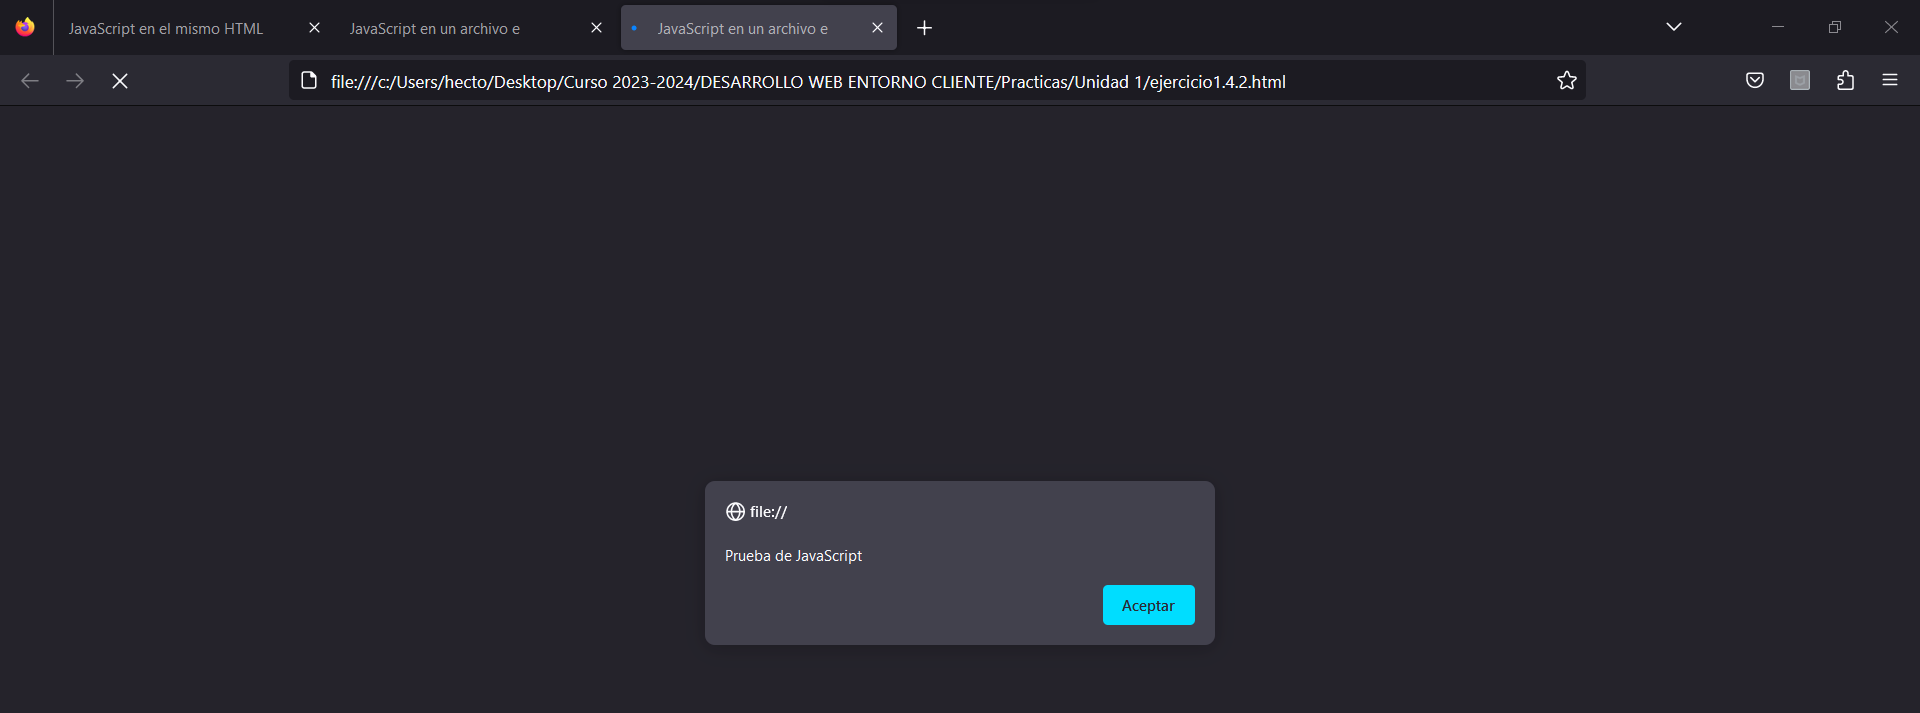 JavaScript en el mismo HTML
JavaScript en un archivo e
JavaScript en un archivo e
file:///c:/Users/hecto/Desktop/Curso 2023-2024/DESARROLLO WEB ENTORNO CLIENTE/Practicas/Unidad 1/ejercicio1.4.2.html
file://
Prueba de JavaScript
Aceptar